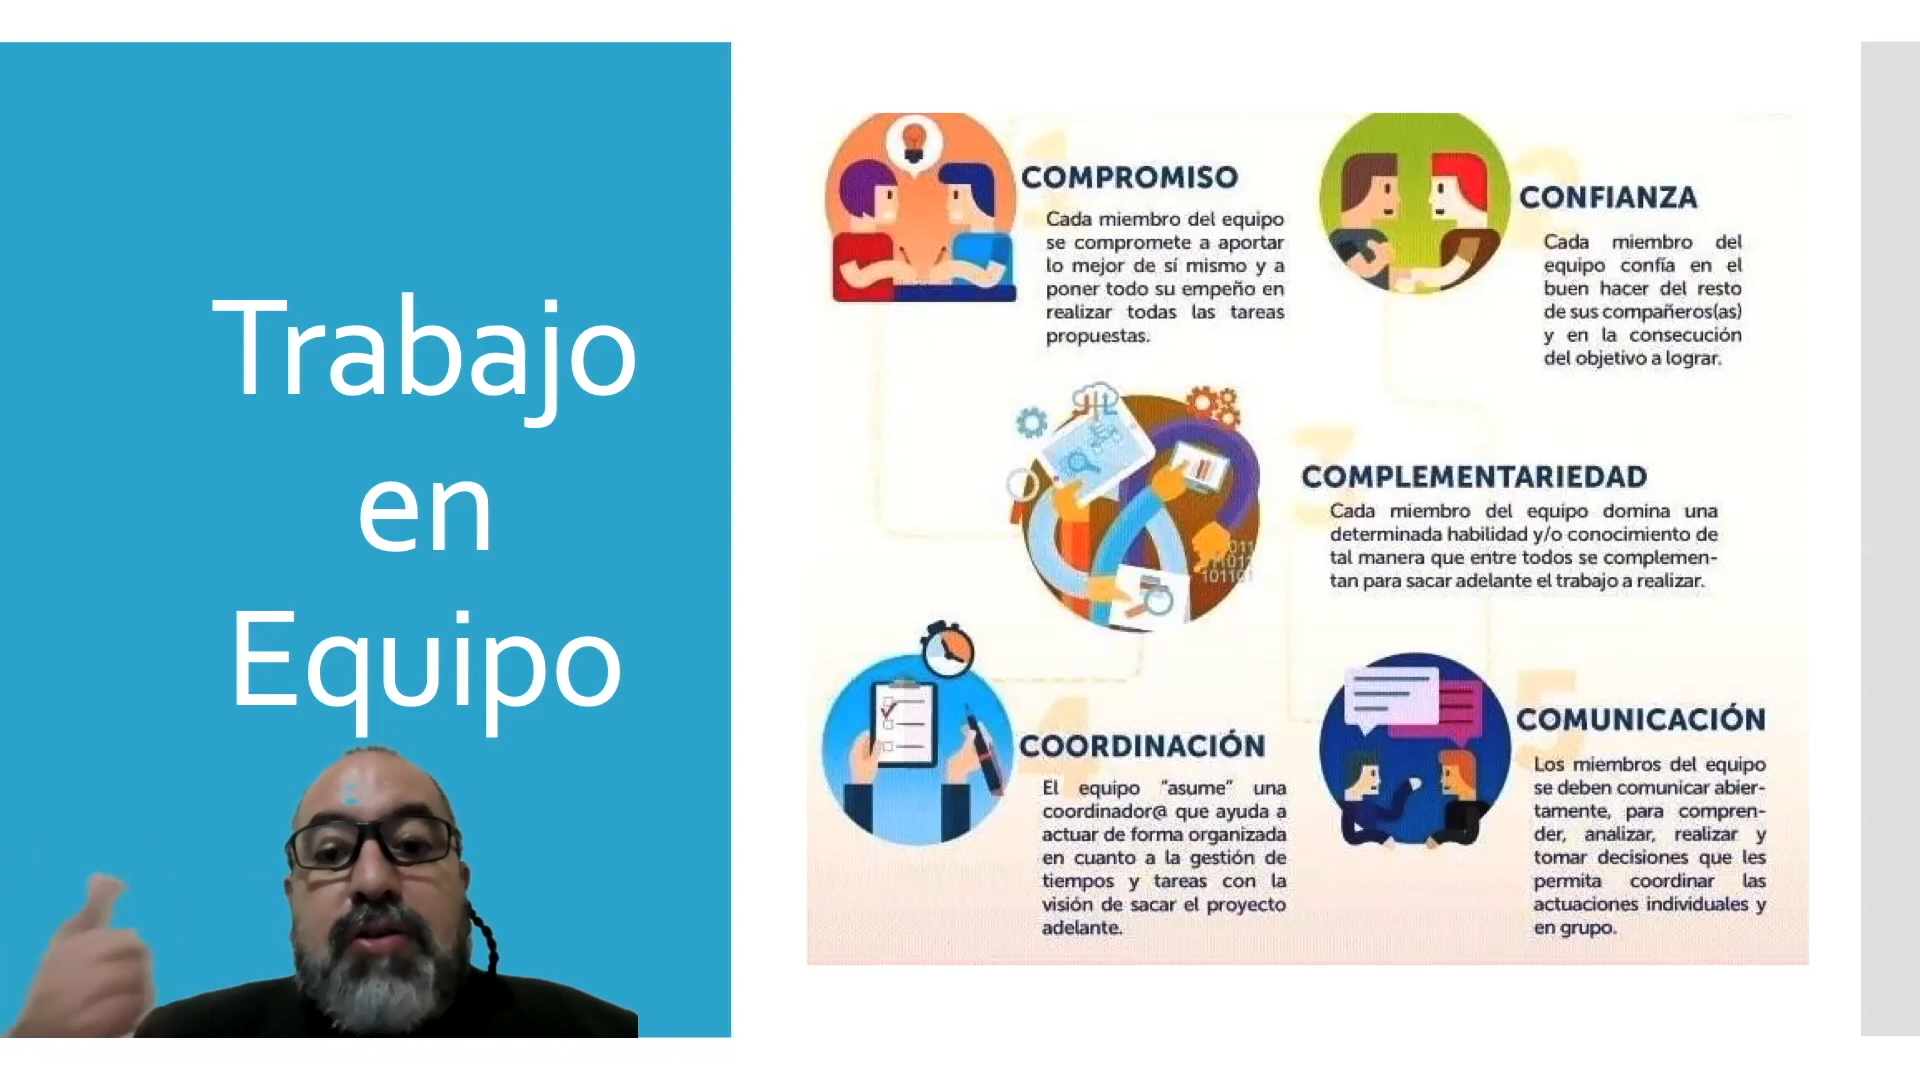 Trabajo
en
Equipo
1
COMPROMISO
Cada miembro del equipo
se compromete a aportar
lo mejor de sí mismo y a
poner todo su empeño en
realizar todas las tareas
propuestas.
2
CONFIANZA
Cada miembro del
equipo confía en el
buen hacer del resto
de sus compañeros(as)
y en la consecución
del objetivo a lograr.
3
COMPLEMENTARIEDAD
Cada miembro del equipo domina una
determinada habilidad y/o conocimiento de
tal manera que entre todos se complemen-
tan para sacar adelante el trabajo a realizar.
4
COORDINACIÓN
El equipo "asume" una
coordinador@ que ayuda a
actuar de forma organizada
en cuanto a la gestión de
tiempos y tareas con la
visión de sacar el proyecto
adelante.
5
COMUNICACIÓN
Los miembros del equipo
se deben comunicar abier-
tamente, para compren-
der, analizar, realizar y
tomar decisiones que les
permita coordinar las
actuaciones individuales y
en grupo.